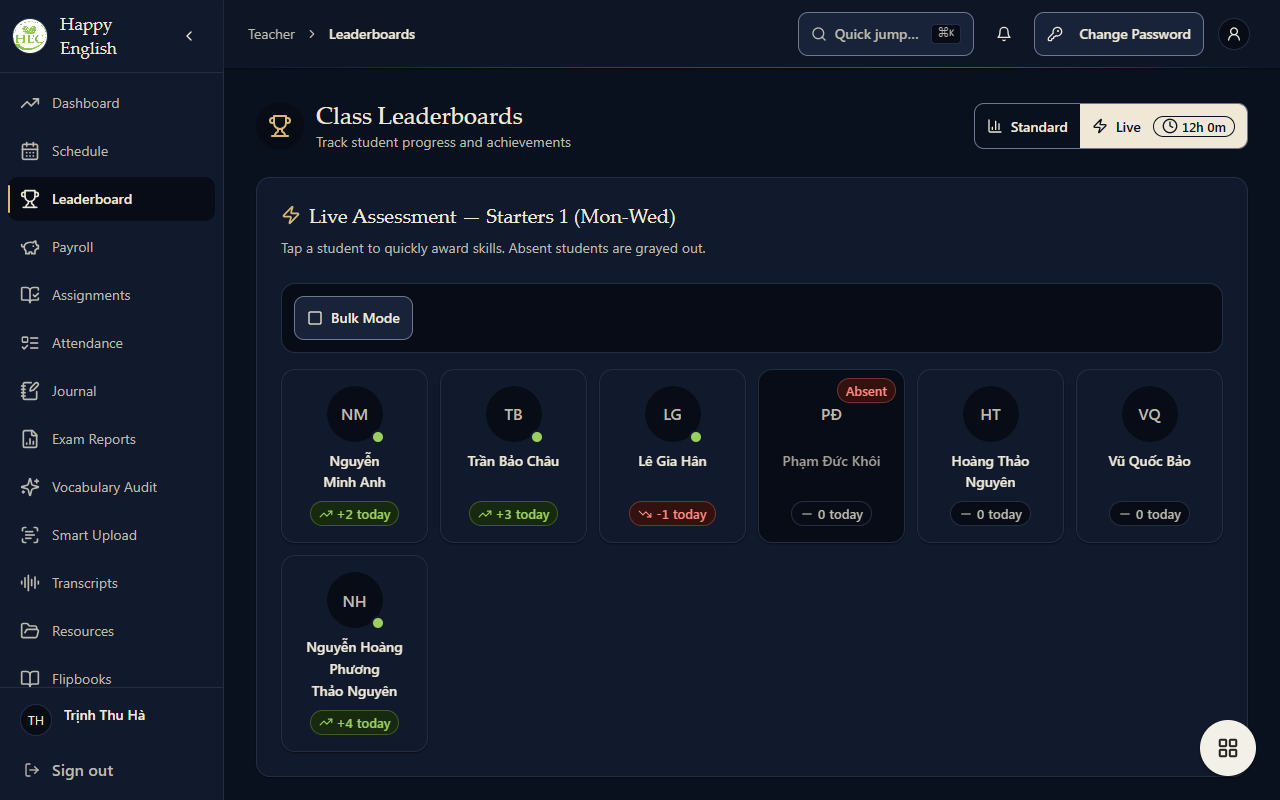 HEC
Happy
English
Dashboard
Schedule
Leaderboard
Payroll
Assignments
Attendance
Journal
Exam Reports
Vocabulary Audit
Smart Upload
Transcripts
Resources
Flipbooks
TH
Trịnh Thu Hà
Sign out
Teacher
Leaderboards
Quick jump...
⌘K
Change Password
Class Leaderboards
Track student progress and achievements
Standard
Live
12h 0m
Live Assessment — Starters 1 (Mon-Wed)
Tap a student to quickly award skills. Absent students are grayed out.
Bulk Mode
NM
Nguyễn
Minh Anh
+2 today
TB
Trần Bảo Châu
+3 today
LG
Lê Gia Hân
-1 today
Absent
PĐ
Phạm Đức Khôi
0 today
HT
Hoàng Thảo
Nguyên
0 today
VQ
Vũ Quốc Bảo
0 today
NH
Nguyễn Hoàng
Phương
Thảo Nguyên
+4 today